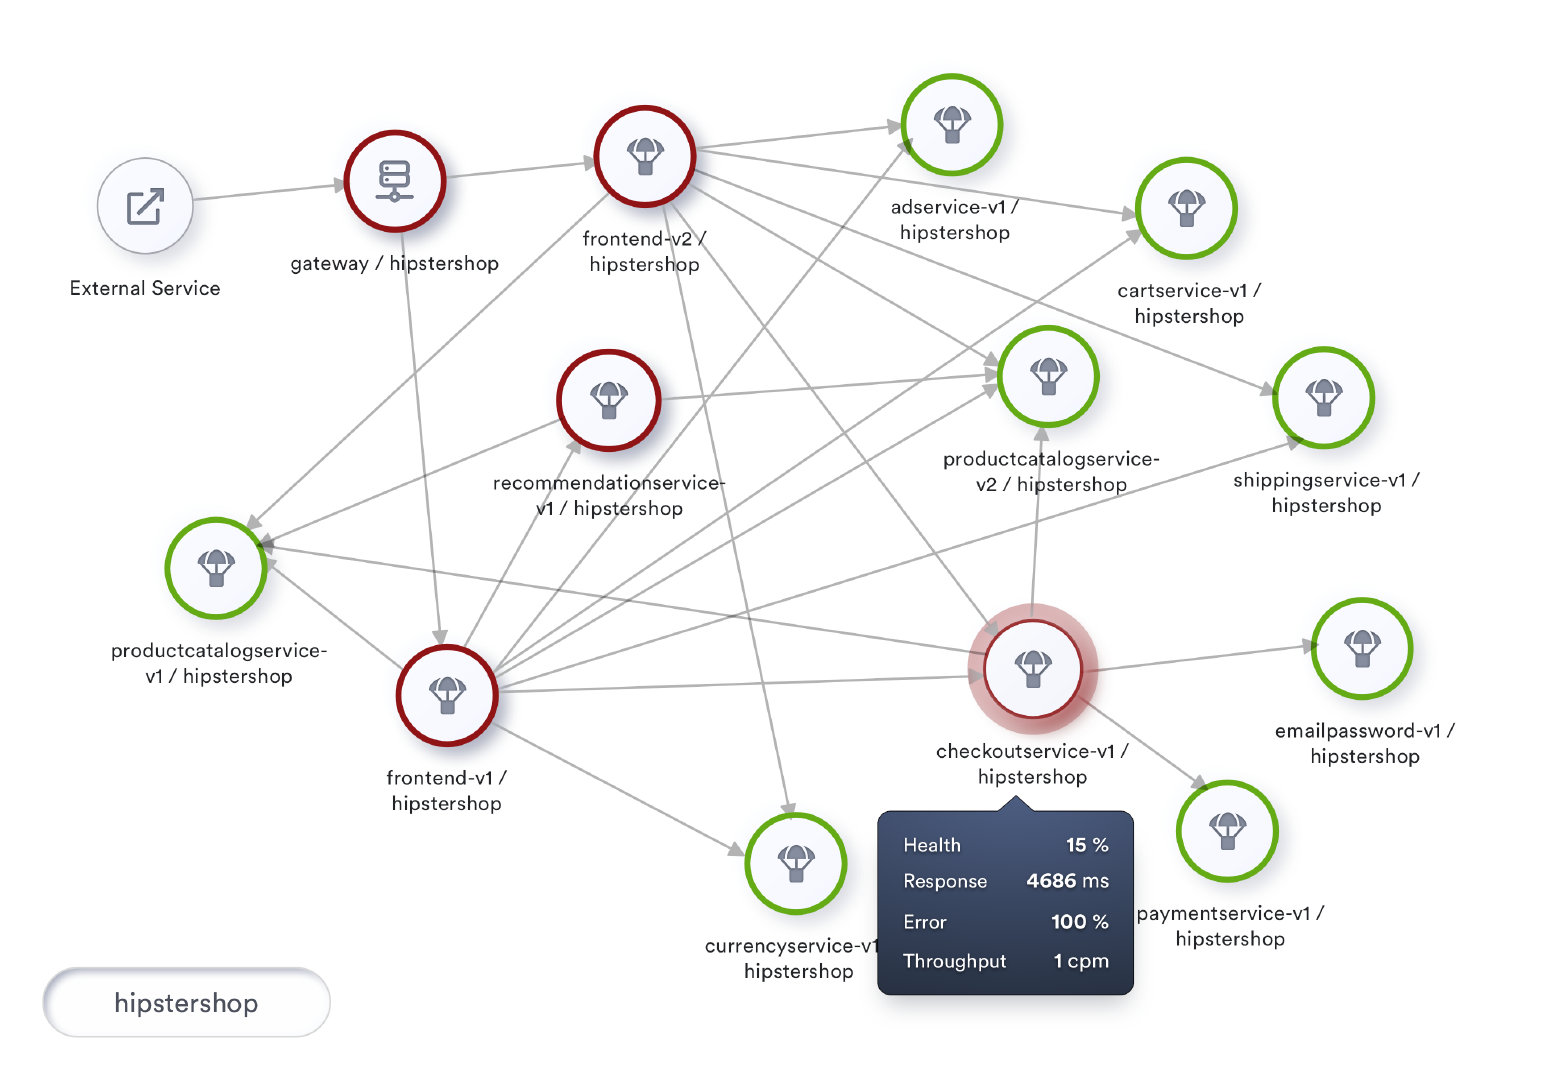 adservice-v1 /
hipstershop
frontend-v2 /
hipstershop
gateway / hipstershop
External Service
cartservice-v1 /
hipstershop
productcatalogservice-
v2 / hipstershop
shippingservice-v1 /
hipstershop
recommendationservice-
v1 / hipstershop
productcatalogservice-
v1 / hipstershop
frontend-v1 /
hipstershop
checkoutservice-v1 /
hipstershop
emailpassword-v1 /
hipstershop
Health 15 %
Response 4686 ms
Error 100 %
Throughput 1 cpm
paymentservice-v1 /
hipstershop
currencyservice-v1
hipstershop
hipstershop